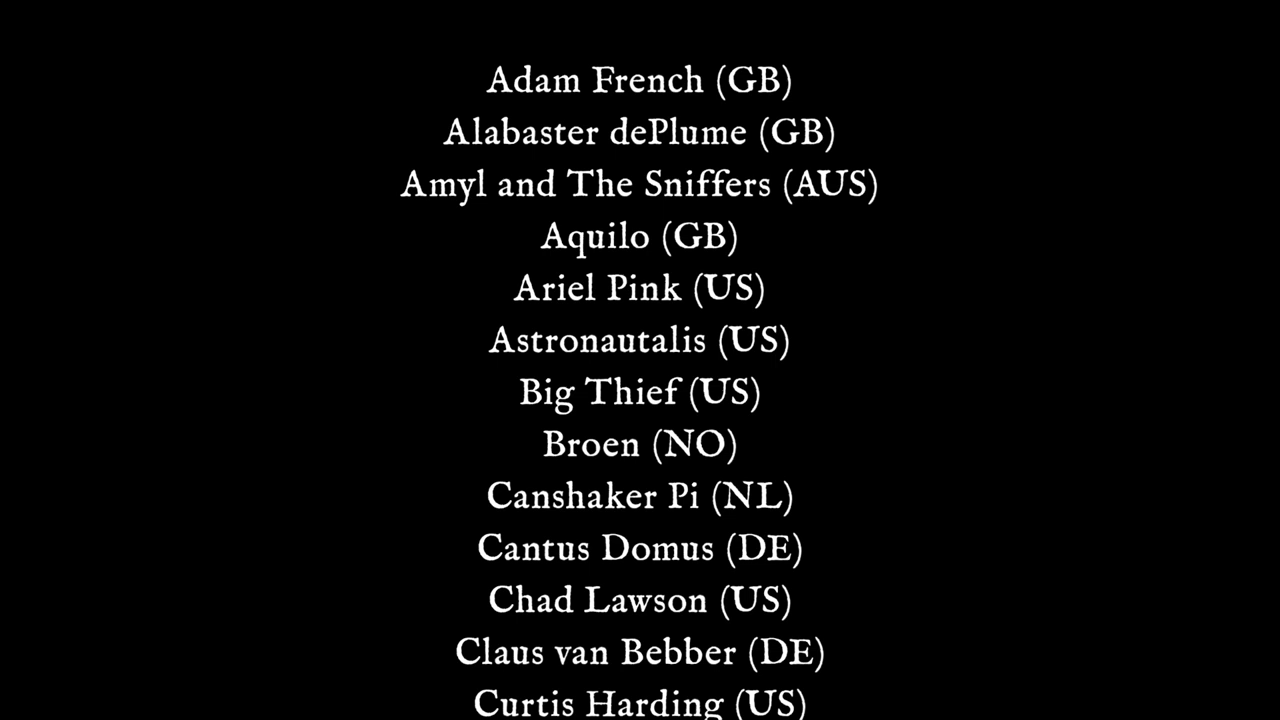 Adam French (GB)
Alabaster dePlume (GB)
Amyl and The Sniffers (AUS)
Aquilo (GB)
Ariel Pink (US)
Astronautalis (US)
Big Thief (US)
Broen (NO)
Canshaker Pi (NL)
Cantus Domus (DE)
Chad Lawson (US)
Claus van Bebber (DE)
Curtis Harding (US)